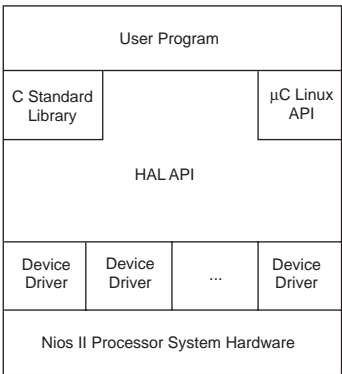 User Program
C Standard
Library
μC Linux
API
HAL API
Device
Driver
Device
Driver
...
Device
Driver
Nios II Processor System Hardware